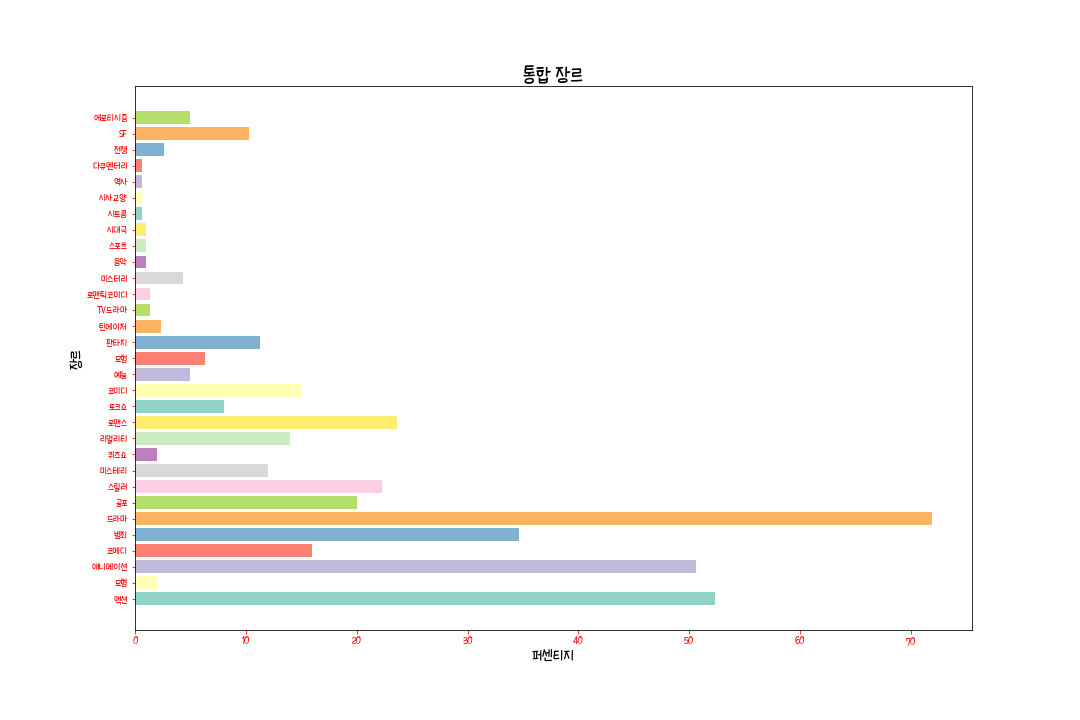 통합 장르
에로티시즘
SF
전쟁
다큐멘터리
역사
시사교양
시트콤
시대극
스포츠
음악
미스터리
로맨틱코미디
TV드라마
틴에이저
판타지
모험
예능
코미디
토크쇼
로맨스
리얼리티
퀴즈쇼
미스테리
스릴러
공포
드라마
범죄
코메디
애니메이션
액션
장르
0 10 20 30 40 50 60 70
퍼센티지